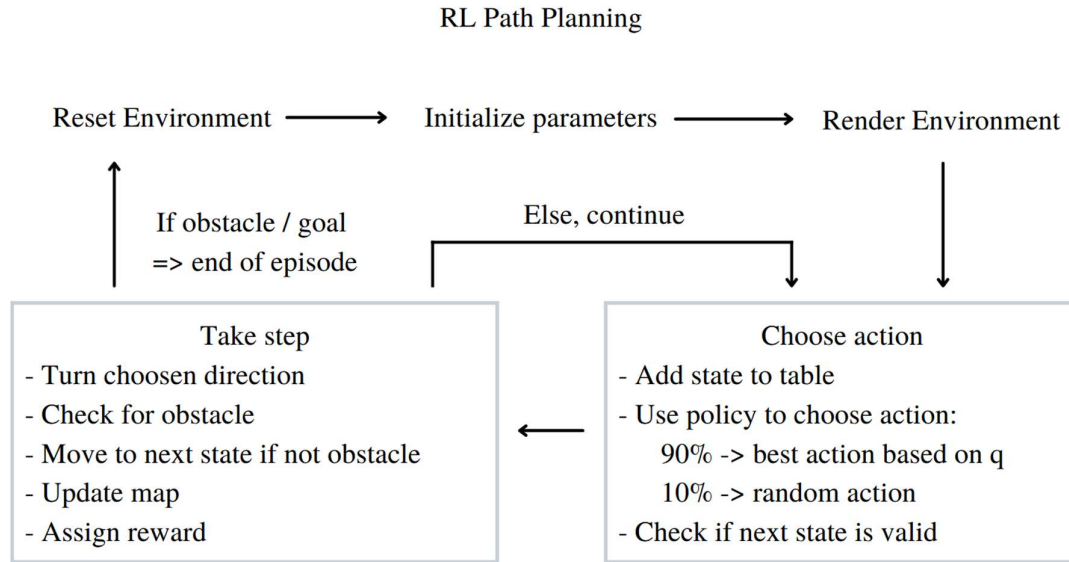 RL Path Planning
Reset Environment
Initialize parameters
Render Environment
If obstacle / goal
=> end of episode
Else, continue
Take step
- Turn choosen direction
- Check for obstacle
- Move to next state if not obstacle
- Update map
- Assign reward
Choose action
- Add state to table
- Use policy to choose action:
90% -> best action based on q
10% -> random action
- Check if next state is valid